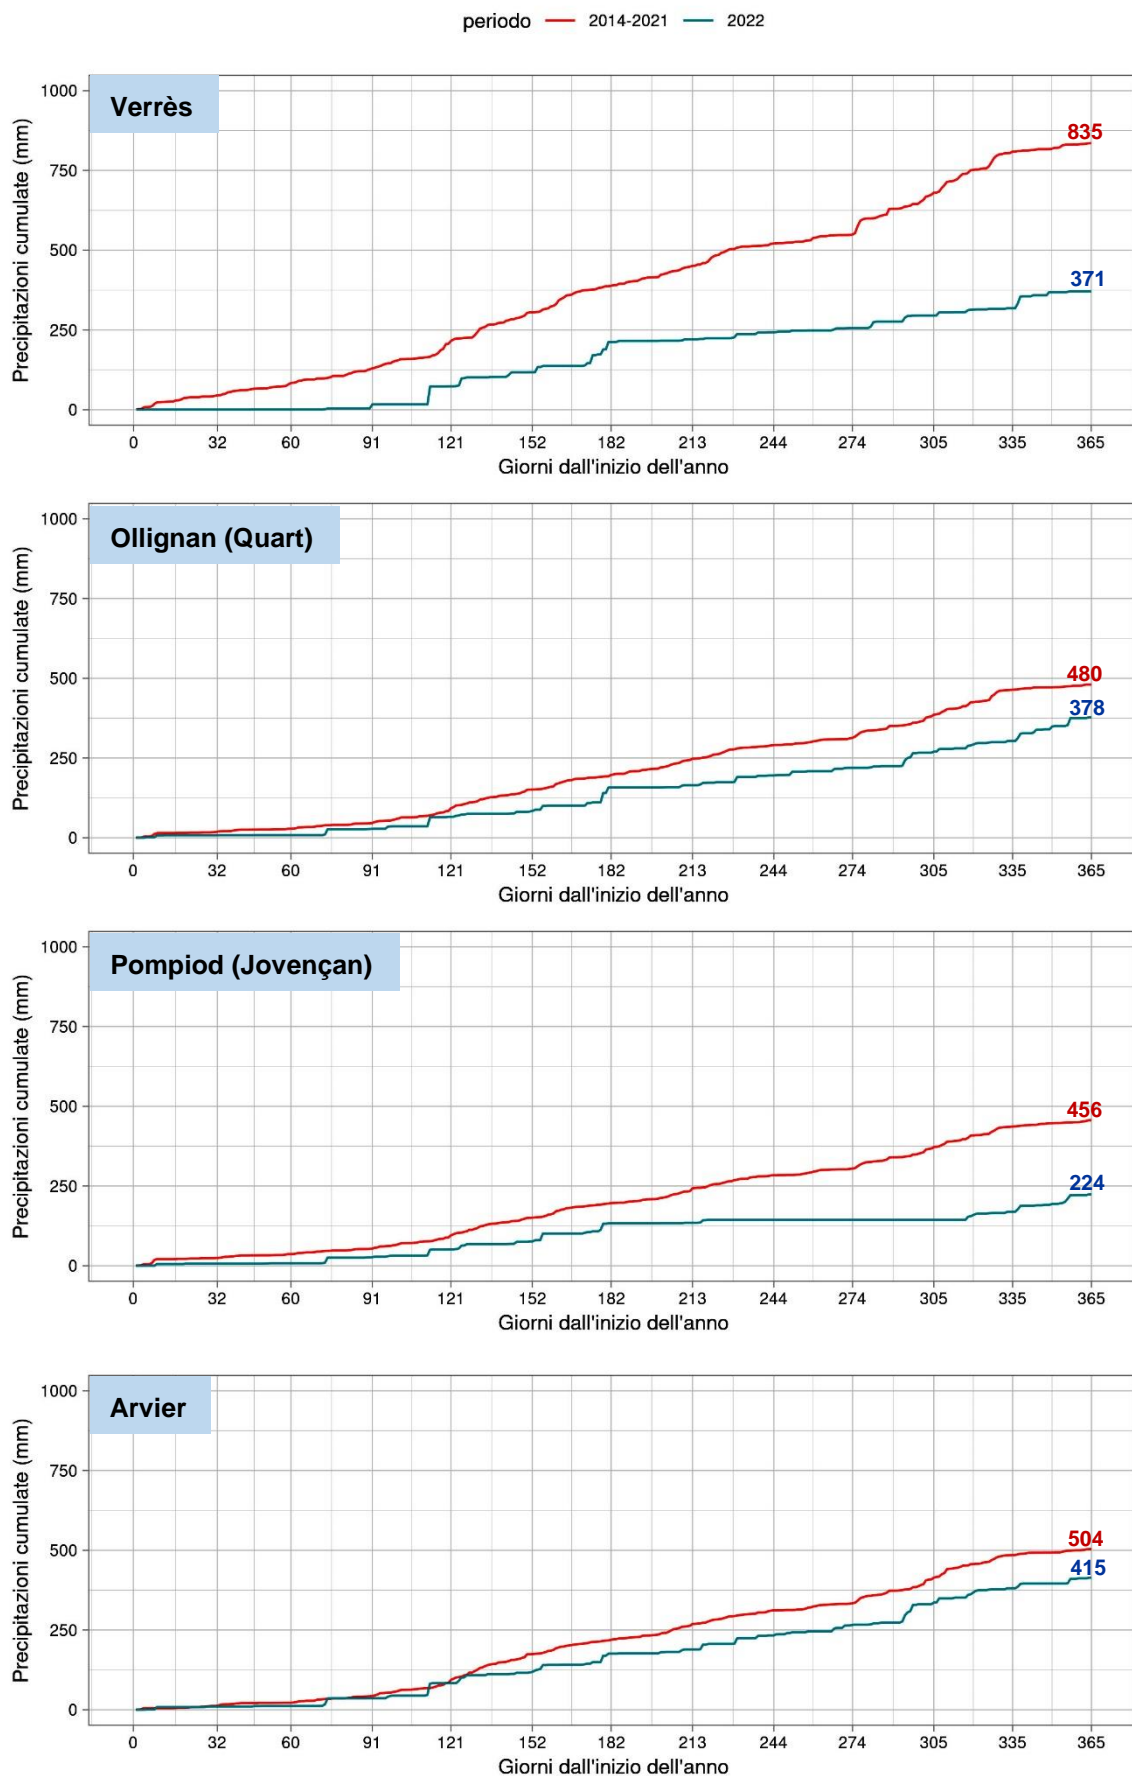 periodo 2014-2021 2022
Verrès
Precipitazioni cumulate (mm)
1000
750
500
250
0
835
371
0 32 60 91 121 152 182 213 244 274 305 335 365
Giorni dall'inizio dell'anno
Ollignan (Quart)
Precipitazioni cumulate (mm)
1000
750
500
250
0
480
378
0 32 60 91 121 152 182 213 244 274 305 335 365
Giorni dall'inizio dell'anno
Pompiod (Jovençan)
Precipitazioni cumulate (mm)
1000
750
500
250
0
456
224
0 32 60 91 121 152 182 213 244 274 305 335 365
Giorni dall'inizio dell'anno
Arvier
Precipitazioni cumulate (mm)
1000
750
500
250
0
504
415
0 32 60 91 121 152 182 213 244 274 305 335 365
Giorni dall'inizio dell'anno